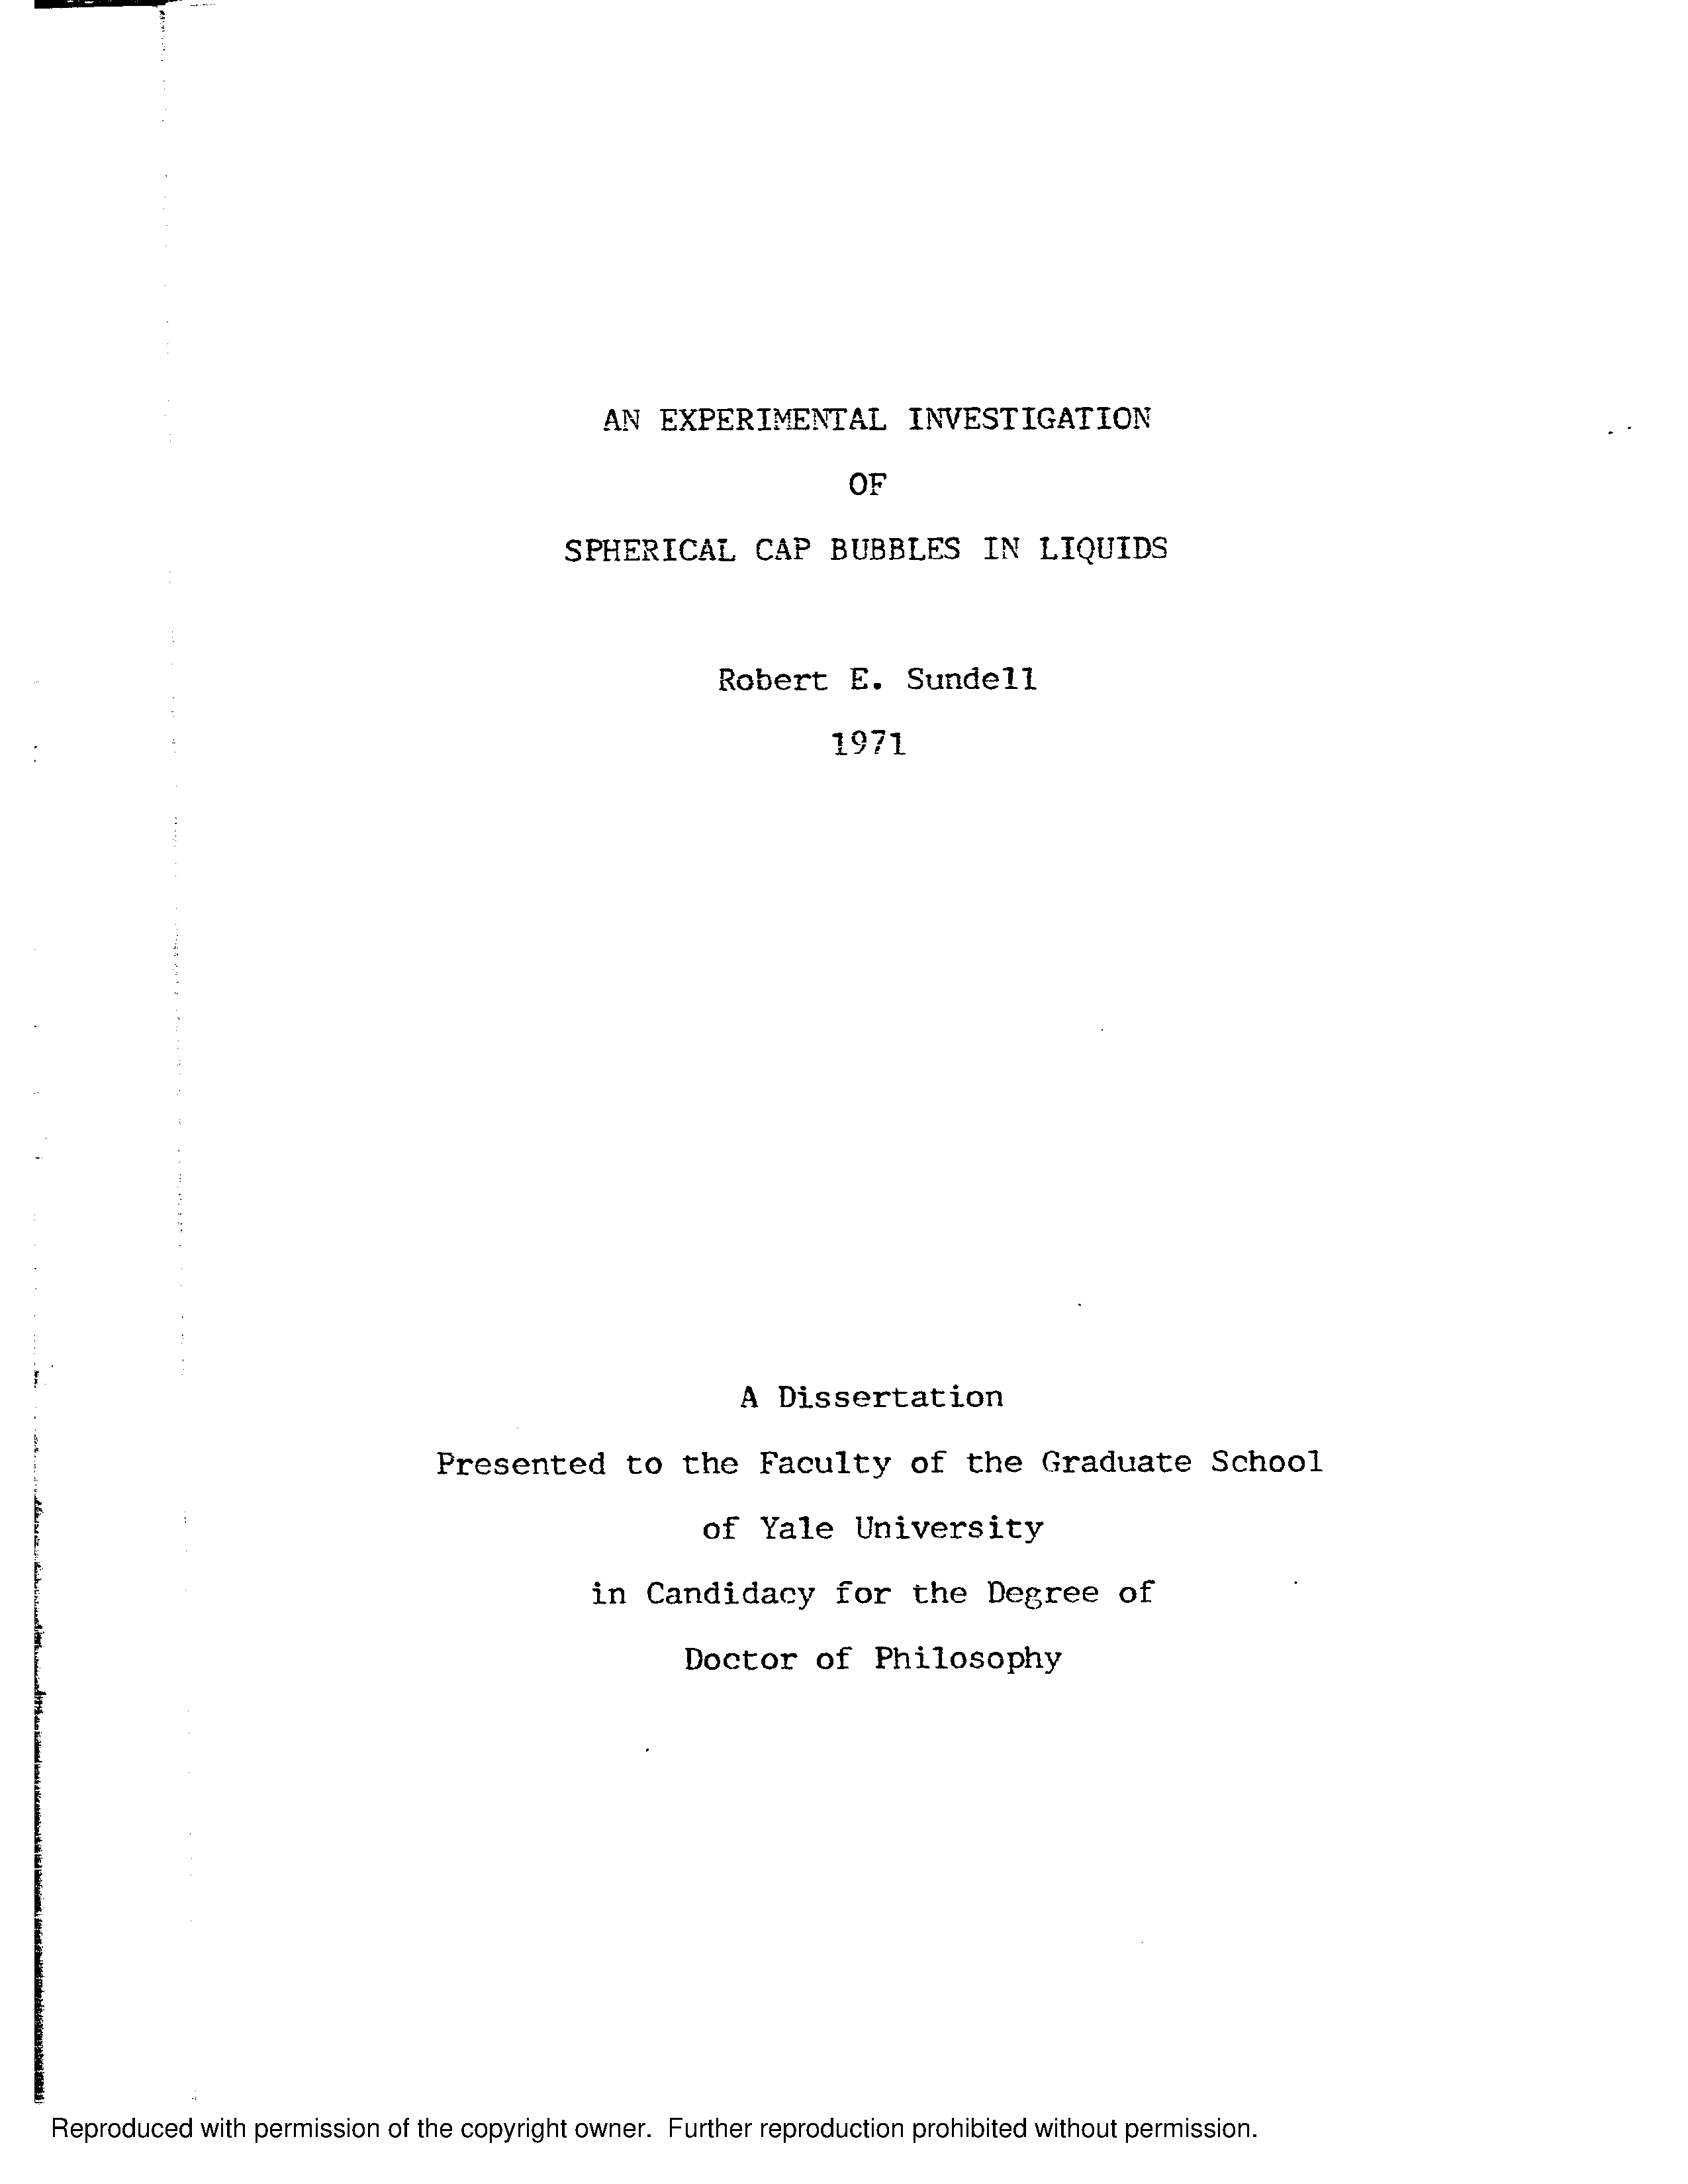 AN EXPERIMENTAL INVESTIGATION
OF
SPHERICAL CAP BUBBLES IN LIQUIDS
Robert E. Sundell
1971
A Dissertation
Presented to the Faculty of the Graduate School
of Yale University
in Candidacy for the Degree of
Doctor of Philosophy
Reproduced with permission of the copyright owner. Further reproduction prohibited without permission.